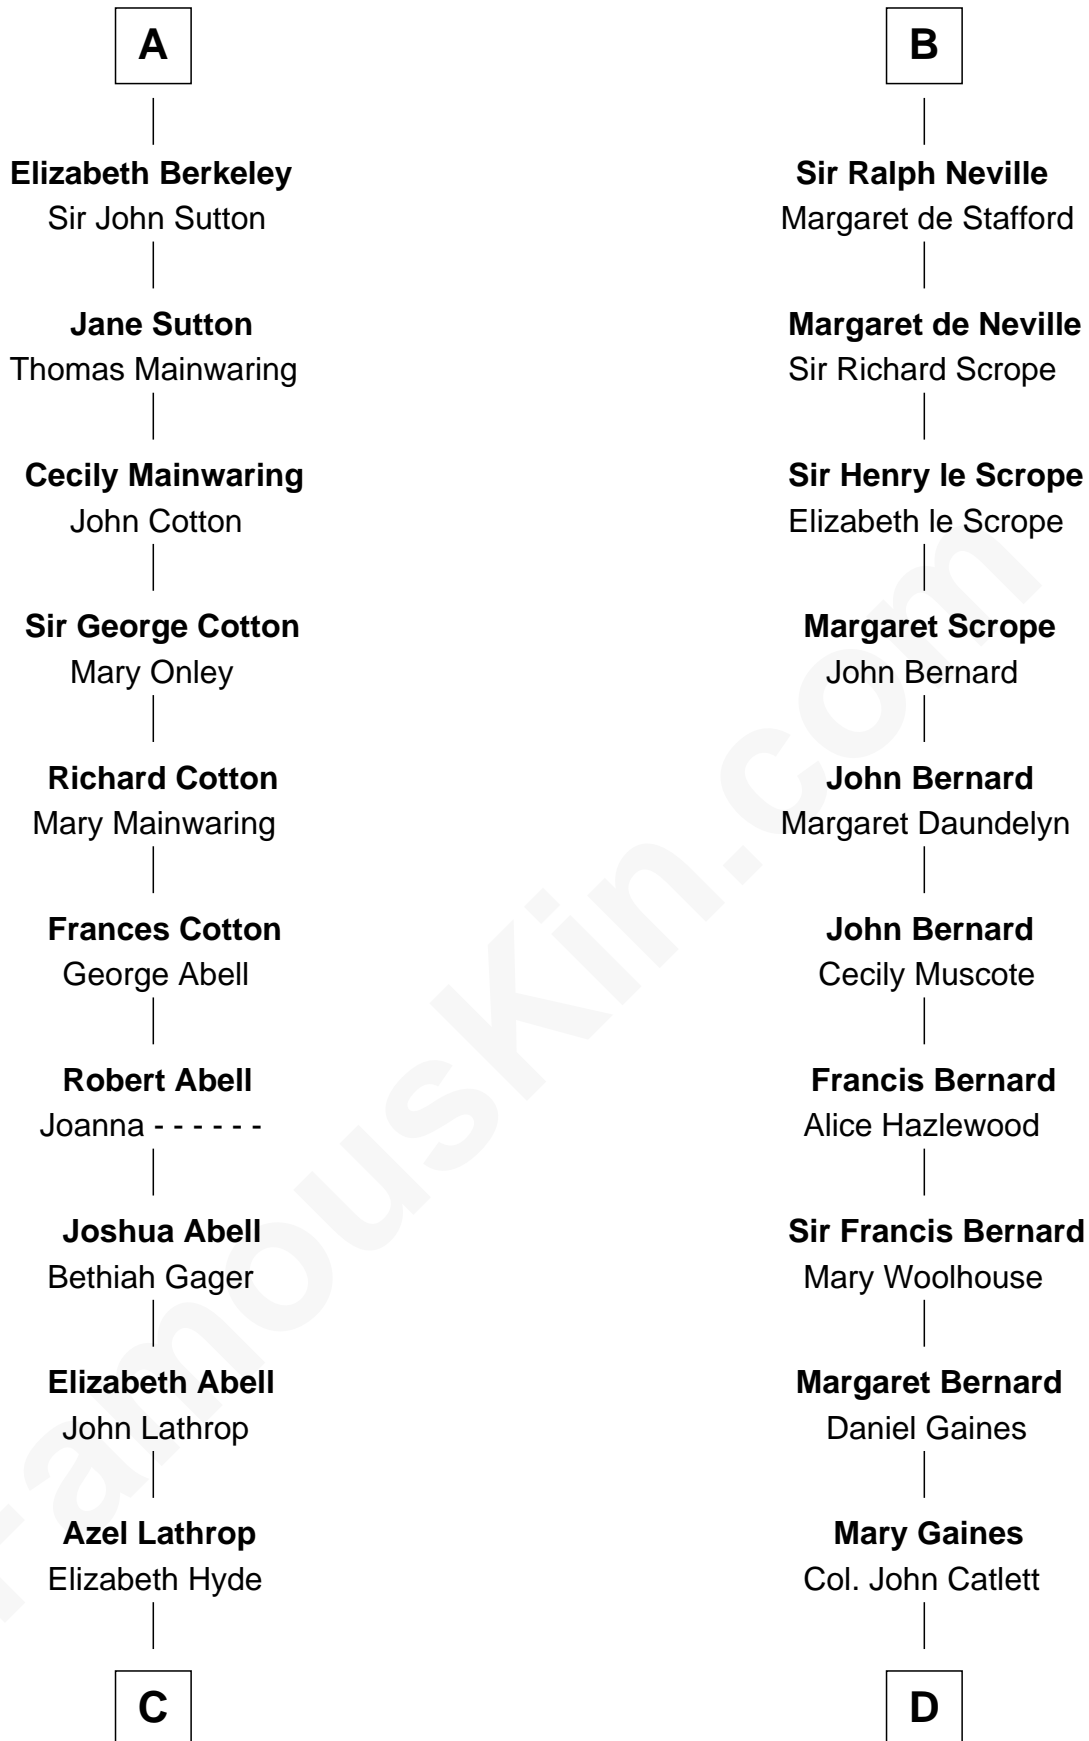 A
Elizabeth Berkeley
Sir John Sutton
Jane Sutton
Thomas Mainwaring
Cecily Mainwaring
John Cotton
Sir George Cotton
Mary Onley
Richard Cotton
Mary Mainwaring
Frances Cotton
George Abell
Robert Abell
Joanna - - - - - -
Joshua Abell
Bethiah Gager
Elizabeth Abell
John Lathrop
Azel Lathrop
Elizabeth Hyde
C
B
Sir Ralph Neville
Margaret de Stafford
Margaret de Neville
Sir Richard Scrope
Sir Henry le Scrope
Elizabeth le Scrope
Margaret Scrope
John Bernard
John Bernard
Margaret Daundelyn
John Bernard
Cecily Muscote
Francis Bernard
Alice Hazlewood
Sir Francis Bernard
Mary Woolhouse
Margaret Bernard
Daniel Gaines
Mary Gaines
Col. John Catlett
D
FamousKin.com